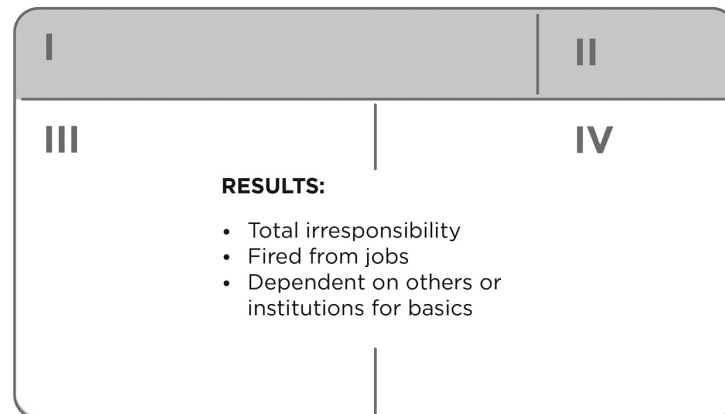 I
II
III
IV
RESULTS:
• Total irresponsibility
• Fired from jobs
• Dependent on others or
institutions for basics